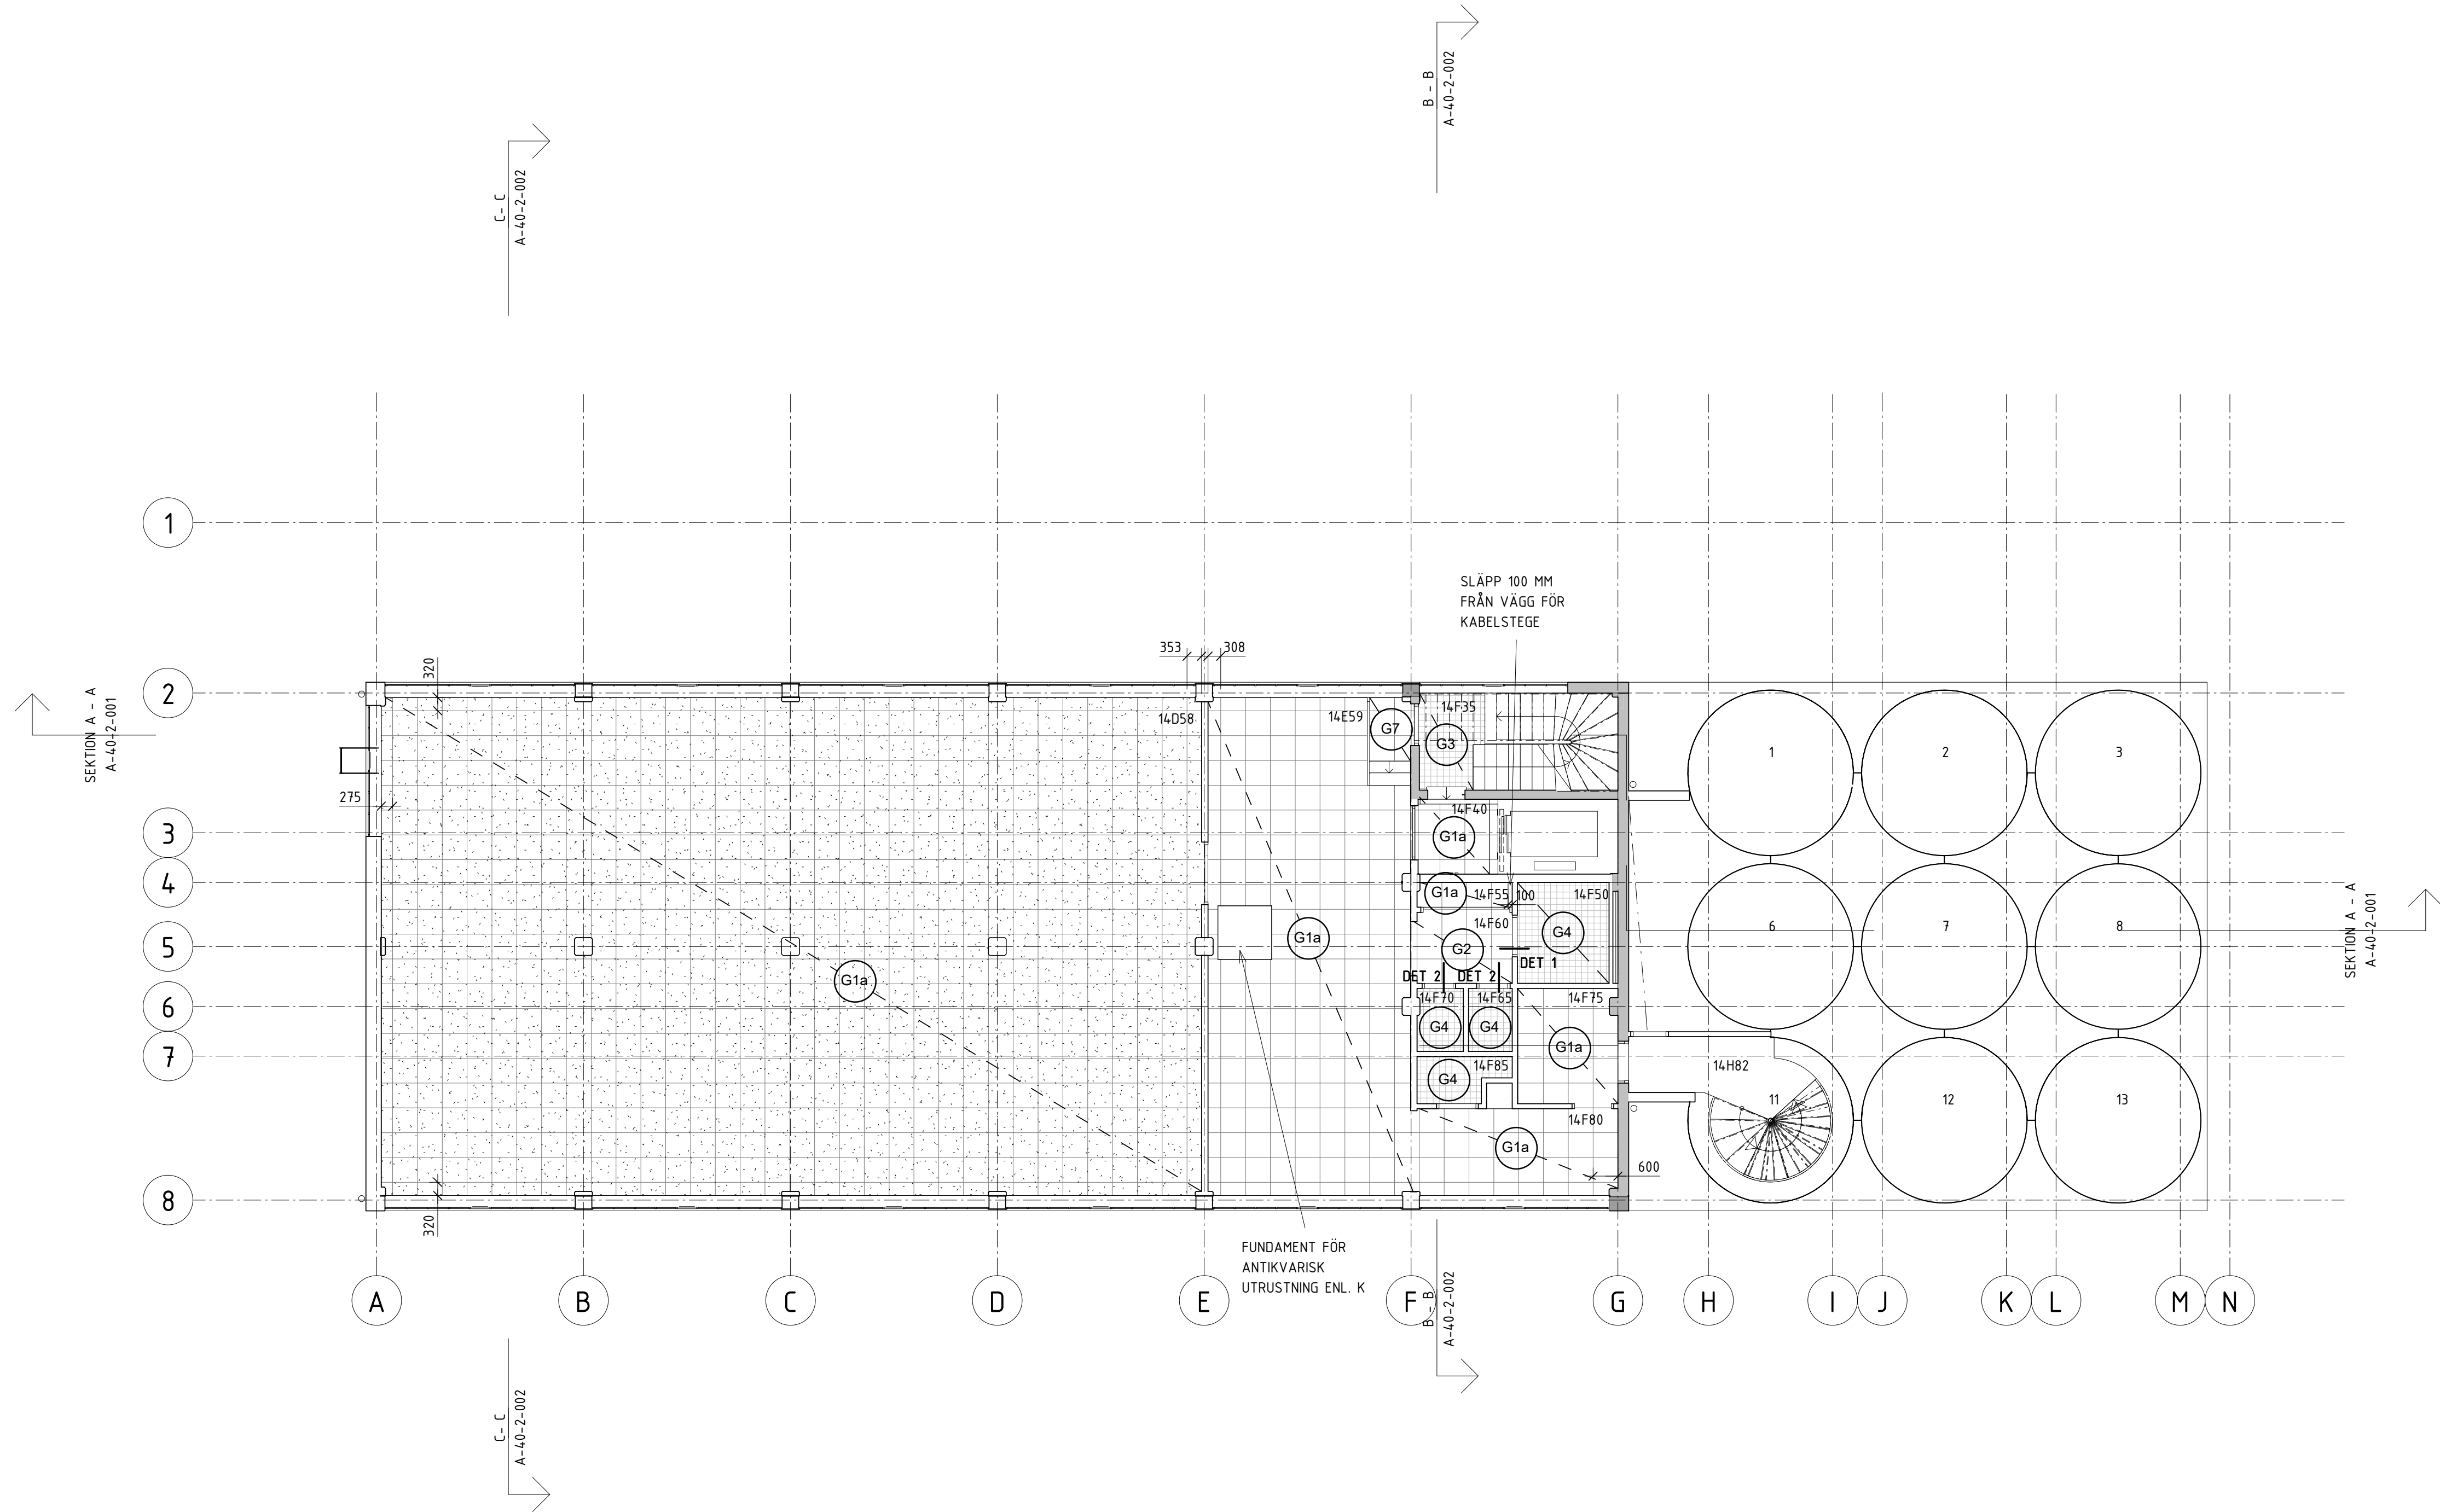 B - B
A-40-2-002
C- C
A-40-2-002
1
SLÄPP 100 MM
FRÅN VÄGG FÖR
KABELSTEGE
320
353
308
2
SEKTION A - A
A-40-2-001
14D58
14E59
G7
14F35
G3
1
2
3
275
3
14F40
G1a
4
G1a
14F55
100
14F50
SEKTION A - A
A-40-2-001
14F60
G4
6
7
8
5
G1a
G2
G1a
DET 2
DET 2
DET 1
6
14F70
14F65
14F75
G4
G4
G1a
7
14F85
G4
14H82
11
12
13
14F80
G1a
600
8
320
FUNDAMENT FÖR
ANTIKVARISK
UTRUSTNING ENL. K
A
B
C
D
E
F
G
H
I
J
K
L
M
N
B - B
A-40-2-002
C- C
A-40-2-002